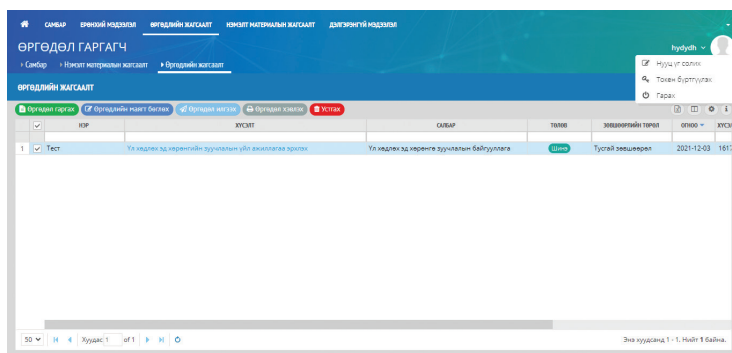 САМБАР ЕРӨНХИЙ МЭДЭЭЛЭЛ ӨРГӨДЛИЙН ЖАГСААЛТ НЭМЭЛТ МАТЕРИАЛЫН ЖАГСААЛТ ДЭЛГЭРЭНГҮЙ МЭДЭЭЛЭЛ
ӨРГӨДӨЛ ГАРГАГЧ
hydydh
Самбар Нэмэлт материалын жагсаалт Өргөдлийн жагсаалт
Нууц үг солих
Токен бүртгүүлэх
Гарах
ӨРГӨДЛИЙН ЖАГСААЛТ
Өргөдөл гаргах Өргөдлийн маягт бөглөх Өргөдөл илгээх Өргөдөл хэвлэх Устгах
НЭР ХҮСЭЛТ САЛБАР ТӨЛӨВ ЗӨВШӨӨРЛИЙН ТӨРӨЛ ОГНОО
1 Тест Үл хөдлөх эд хөрөнгийн зуучлалын үйл ажиллагаа эрхлэх Үл хөдлөх эд хөрөнгө зуучлалын байгууллага Шинэ Тусгай зөвшөөрөл 2021-12-03 1617
50 Хуудас 1 of 1 Энэ хуудсанд 1 - 1. Нийт 1 байна.